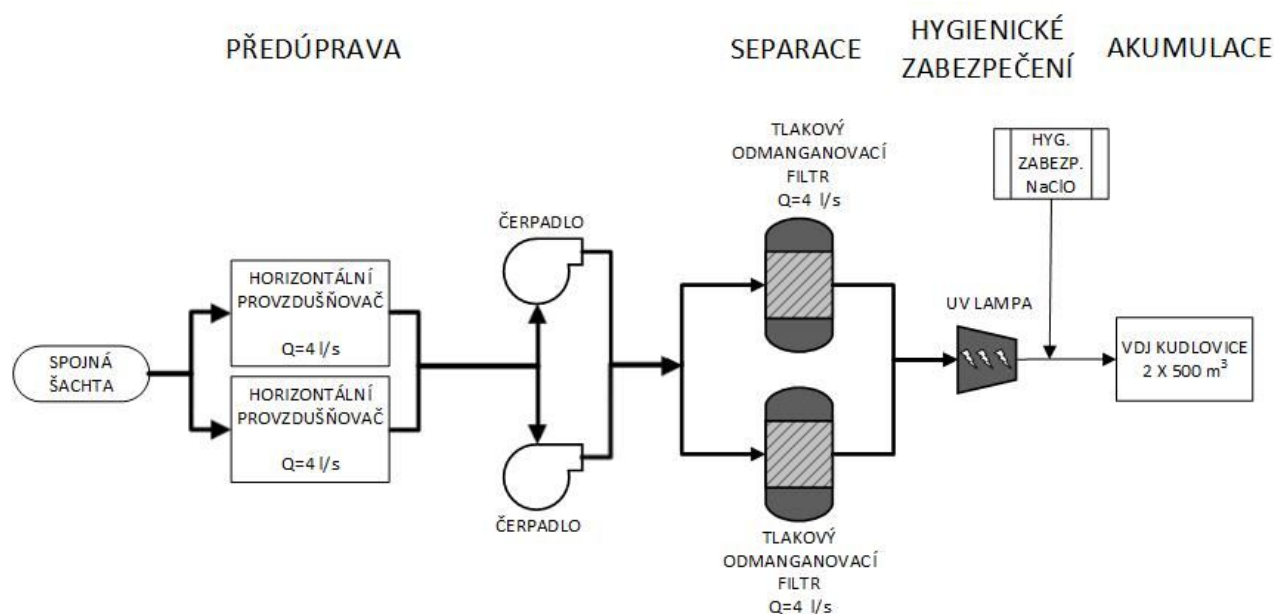 PŘEDÚPRAVA
SEPARACE
HYGIENICKÉ
ZABEZPEČENÍ
AKUMULACE
SPOJNÁ
ŠACHTA
HORIZONTÁLNÍ
PROVZDUŠŇOVAČ
Q=4 l/s
HORIZONTÁLNÍ
PROVZDUŠŇOVAČ
Q=4 l/s
ČERPADLO
ČERPADLO
TLAKOVÝ
ODMANGANOVACÍ
FILTR
Q=4 l/s
TLAKOVÝ
ODMANGANOVACÍ
FILTR
Q=4 l/s
UV LAMPA
HYG.
ZABEZP.
NaClO
VDJ KUDLOVICE
2 X 500 m³